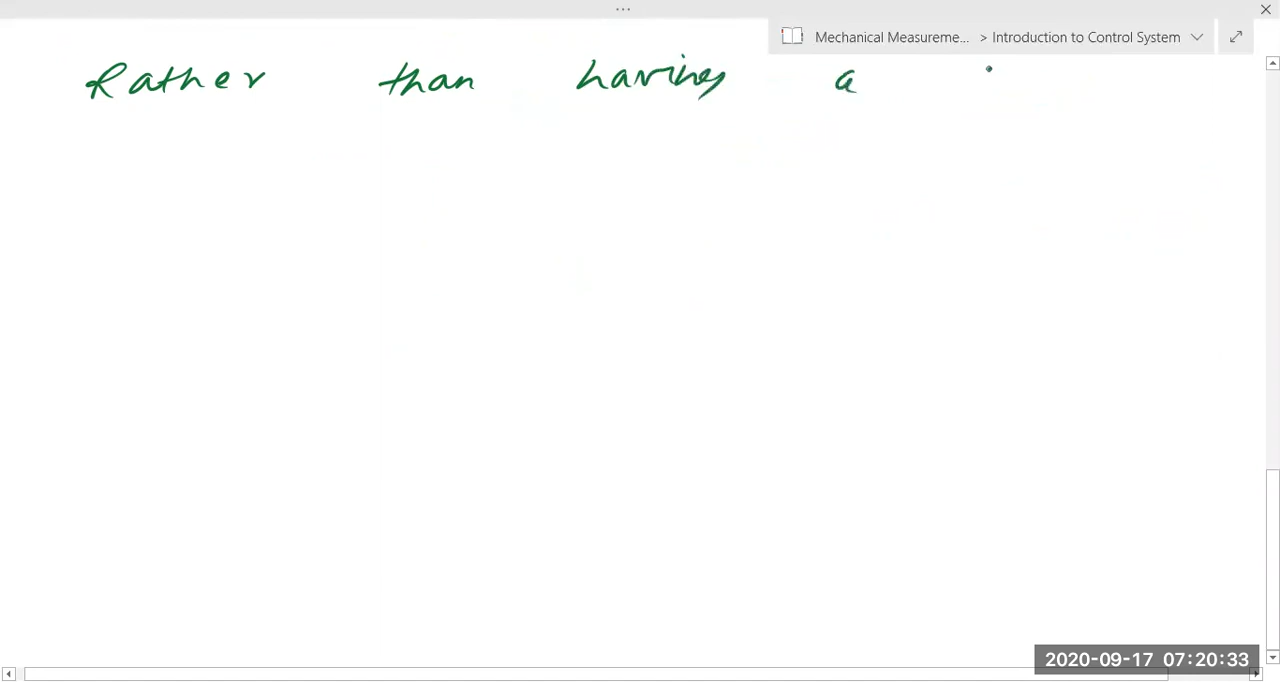 Mechanical Measureme... > Introduction to Control System
Rather than having a
2020-09-17 07:20:33